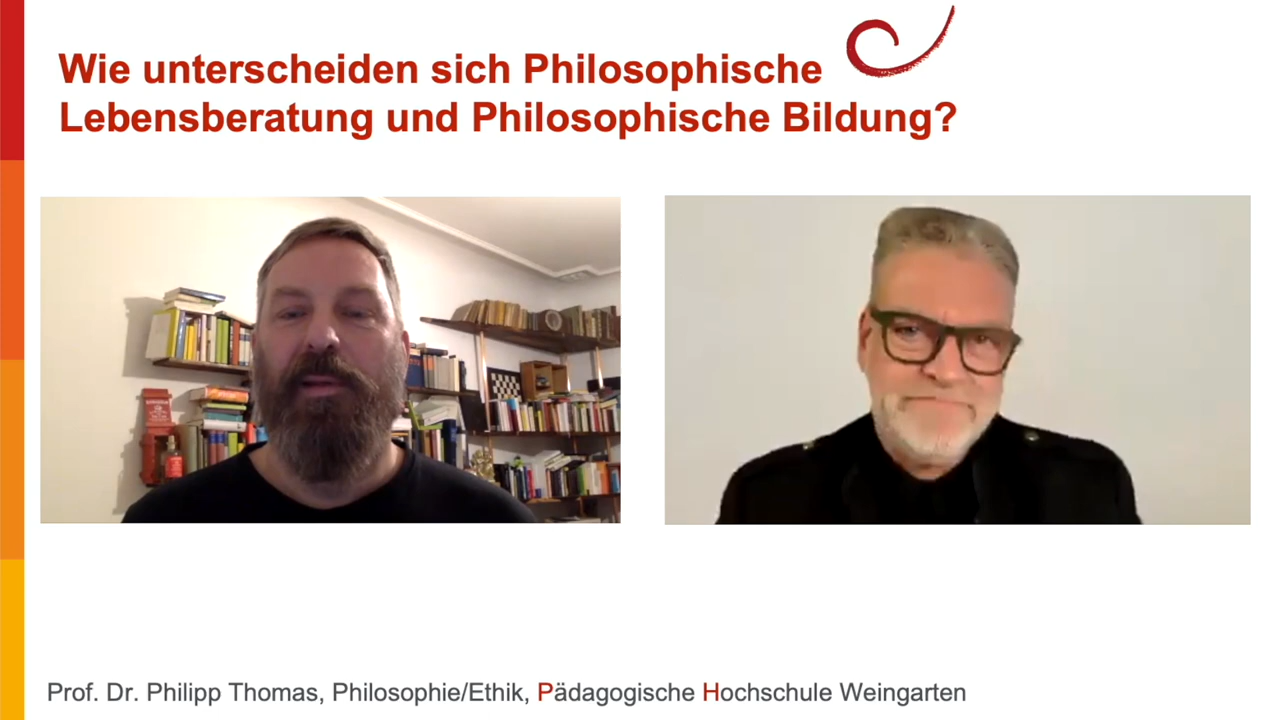 Wie unterscheiden sich Philosophische
Lebensberatung und Philosophische Bildung?
Prof. Dr. Philipp Thomas, Philosophie/Ethik, Pädagogische Hochschule Weingarten